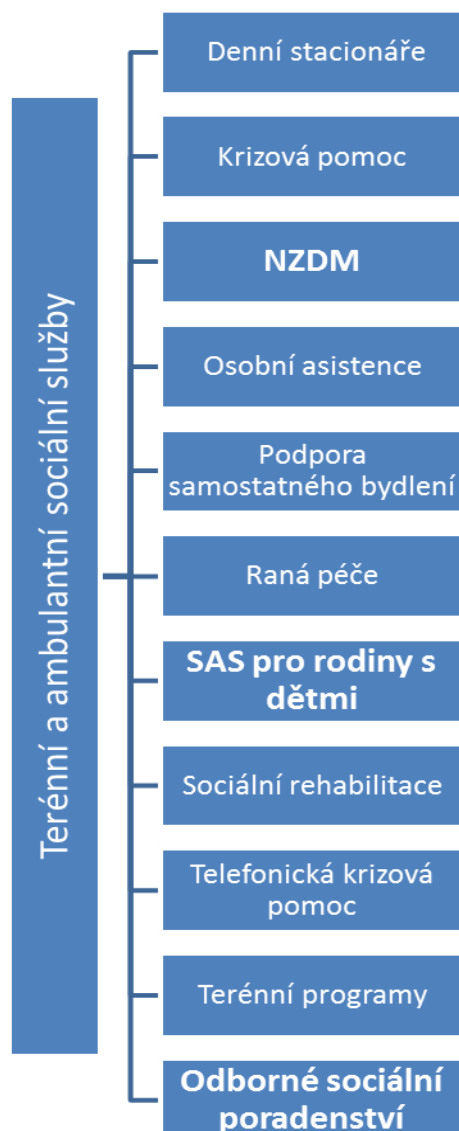 Terénní a ambulantní sociální služby
Denní stacionáře
Krizová pomoc
NZDM
Osobní asistence
Podpora
samostatného bydlení
Raná péče
SAS pro rodiny s
dětmi
Sociální rehabilitace
Telefonická krizová
pomoc
Terénní programy
Odborné sociální
poradenství